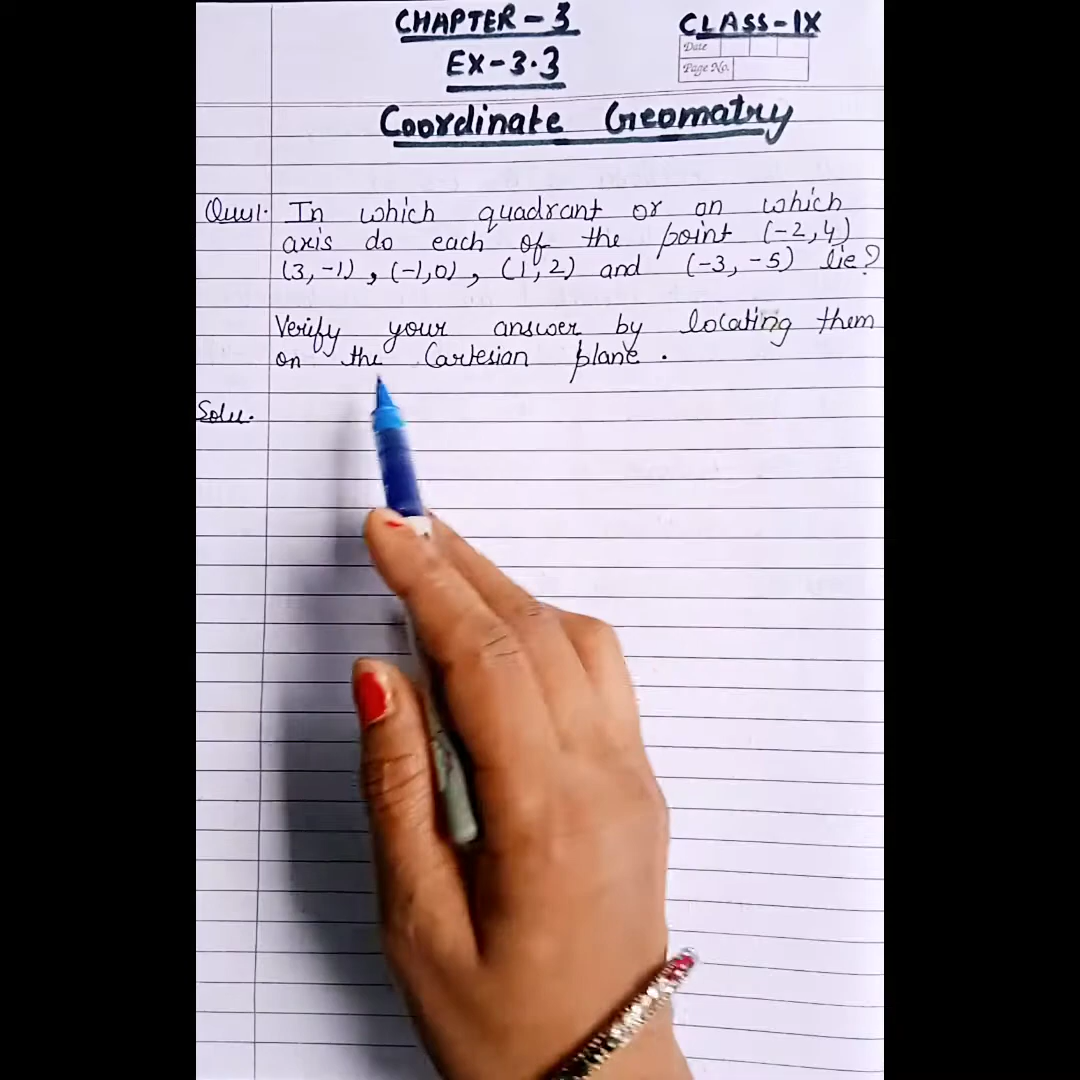 CHAPTER-3
CLASS-IX
EX-3.3
Date
Page No.
Coordinate Geomatry
Ques1. In which quadrant or on which
axis do each of the point (-2,4)
(3,-1), (-1,0), (1,2) and (-3,-5) lie?
Verify your answer by locating them
on the Cartesian plane.
Solu.